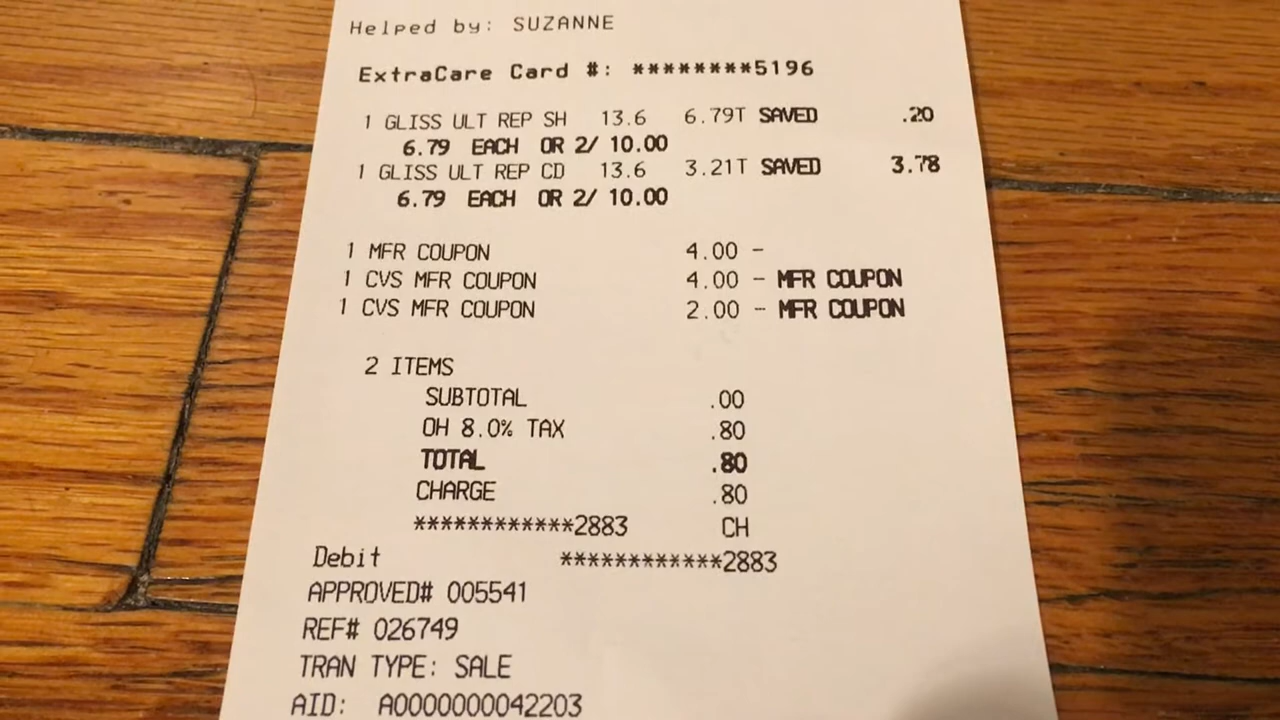 Helped by: SUZANNE
ExtraCare Card #: ********5196
1 GLISS ULT REP SH 13.6 6.79T SAVED .20
6.79 EACH OR 2/ 10.00
1 GLISS ULT REP CD 13.6 3.21T SAVED 3.78
6.79 EACH OR 2/ 10.00
1 MFR COUPON 4.00 -
1 CVS MFR COUPON 4.00 - MFR COUPON
1 CVS MFR COUPON 2.00 - MFR COUPON
2 ITEMS
SUBTOTAL .00
OH 8.0% TAX .80
TOTAL .80
CHARGE .80
************2883 CH
Debit ************2883
APPROVED# 005541
REF# 026749
TRAN TYPE: SALE
AID: A0000000042203